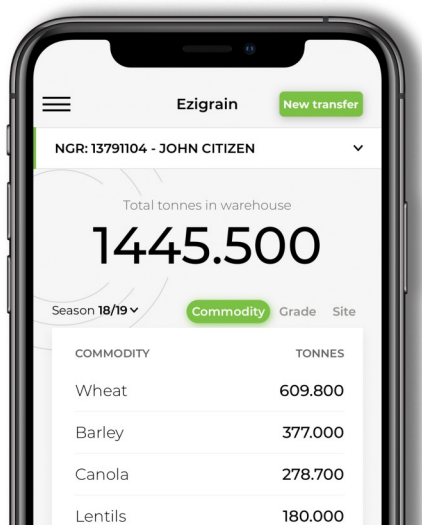 Ezigrain
New transfer
NGR: 13791104 - JOHN CITIZEN
Total tonnes in warehouse
1445.500
Season 18/19
Commodity Grade Site
COMMODITY TONNES
Wheat 609.800
Barley 377.000
Canola 278.700
Lentils 180.000